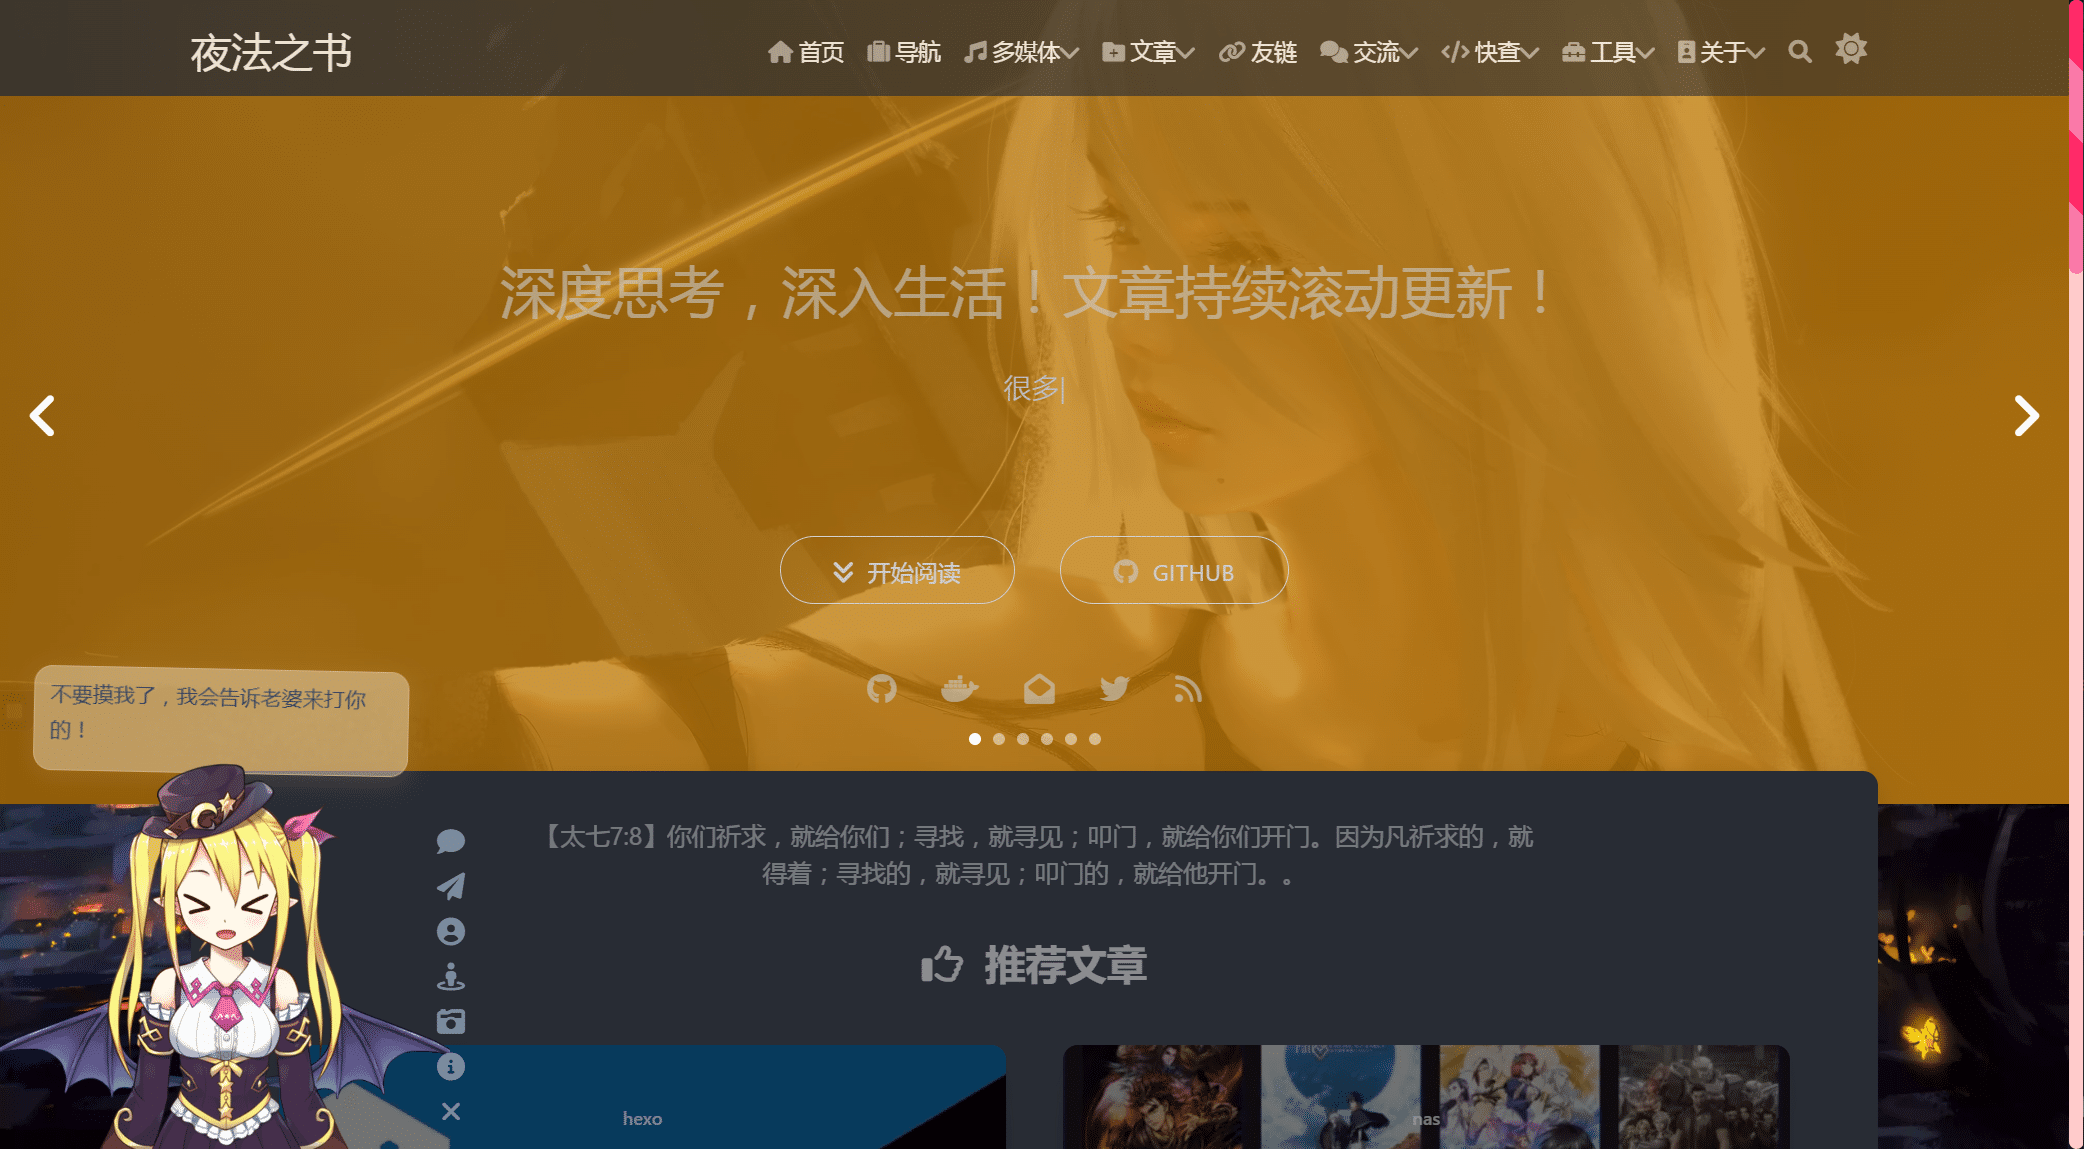 夜法之书
首页 导航 多媒体 文章 友链 交流 快查 工具 关于
深度思考，深入生活！文章持续滚动更新！
很多|
开始阅读 GITHUB
不要摸我了，我会告诉老婆来打你
的！
【太七7:8】你们祈求，就给你们；寻找，就寻见；叩门，就给你们开门。因为凡祈求的，就
得着；寻找的，就寻见；叩门的，就给他开门。。
推荐文章
hexo nas